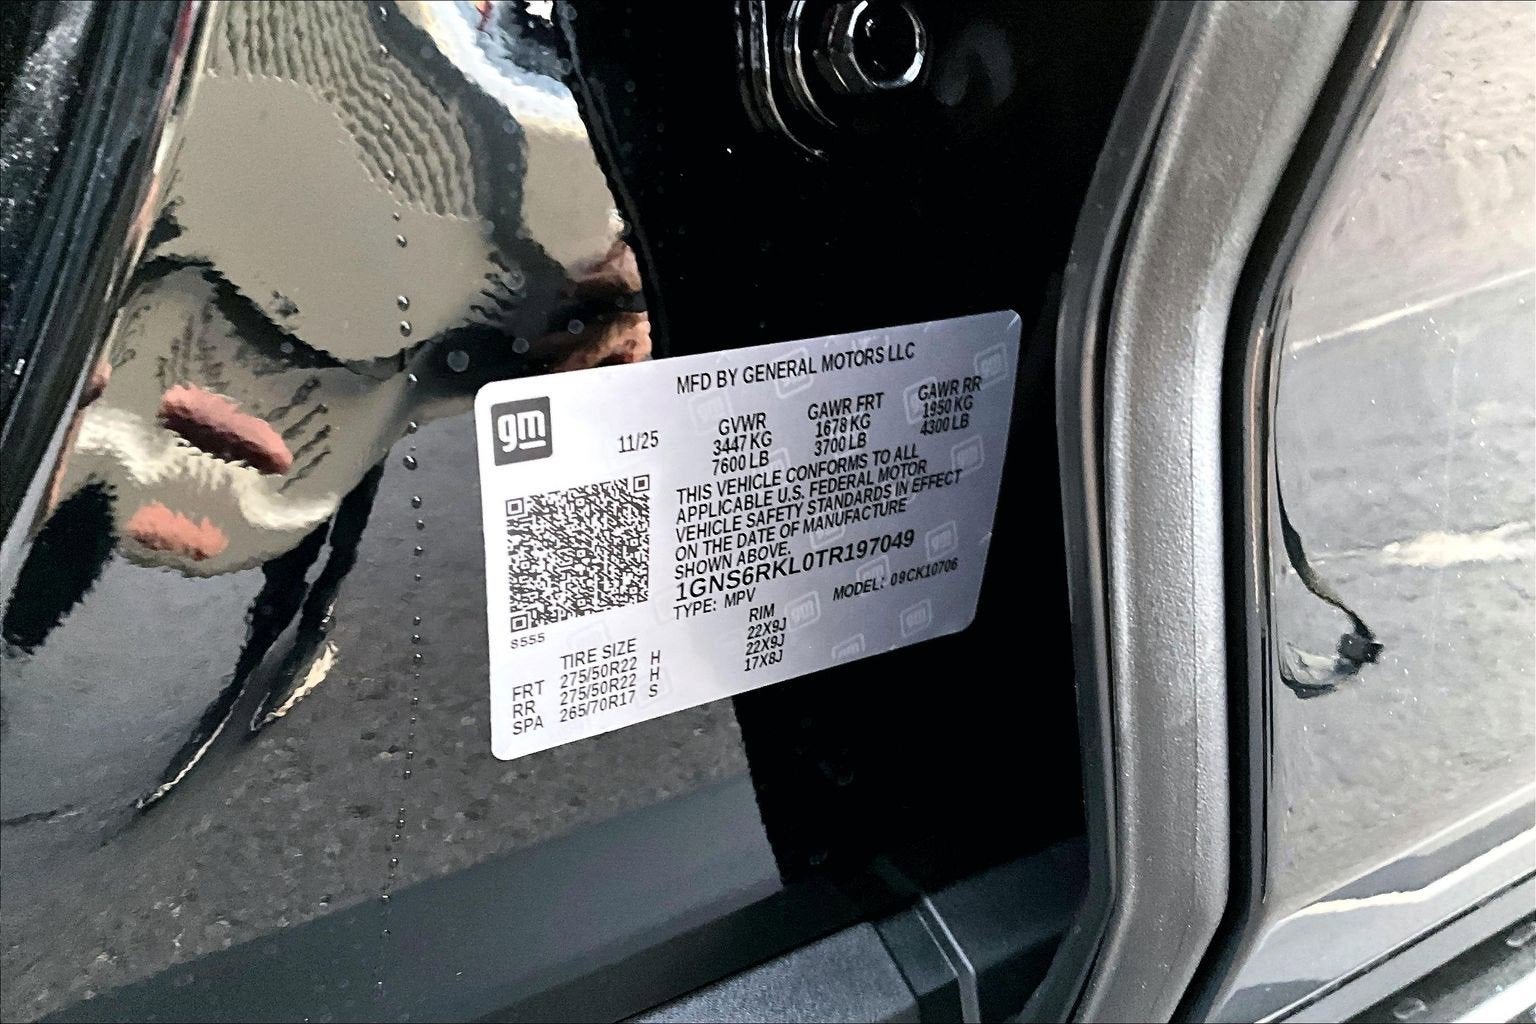 MFD BY GENERAL MOTORS LLC
gm
11/25
GVWR GAWR FRT GAWR RR
3447 KG 1678 KG 1950 KG
7600 LB 3700 LB 4300 LB
THIS VEHICLE CONFORMS TO ALL
APPLICABLE U.S. FEDERAL MOTOR
VEHICLE SAFETY STANDARDS IN EFFECT
ON THE DATE OF MANUFACTURE
SHOWN ABOVE.
1GNS6RKL0TR197049
TYPE: MPV MODEL: 09CK10706
S555
TIRE SIZE RIM
FRT 275/50R22 H 22X9J
RR 275/50R22 H 22X9J
SPA 265/70R17 S 17X8J